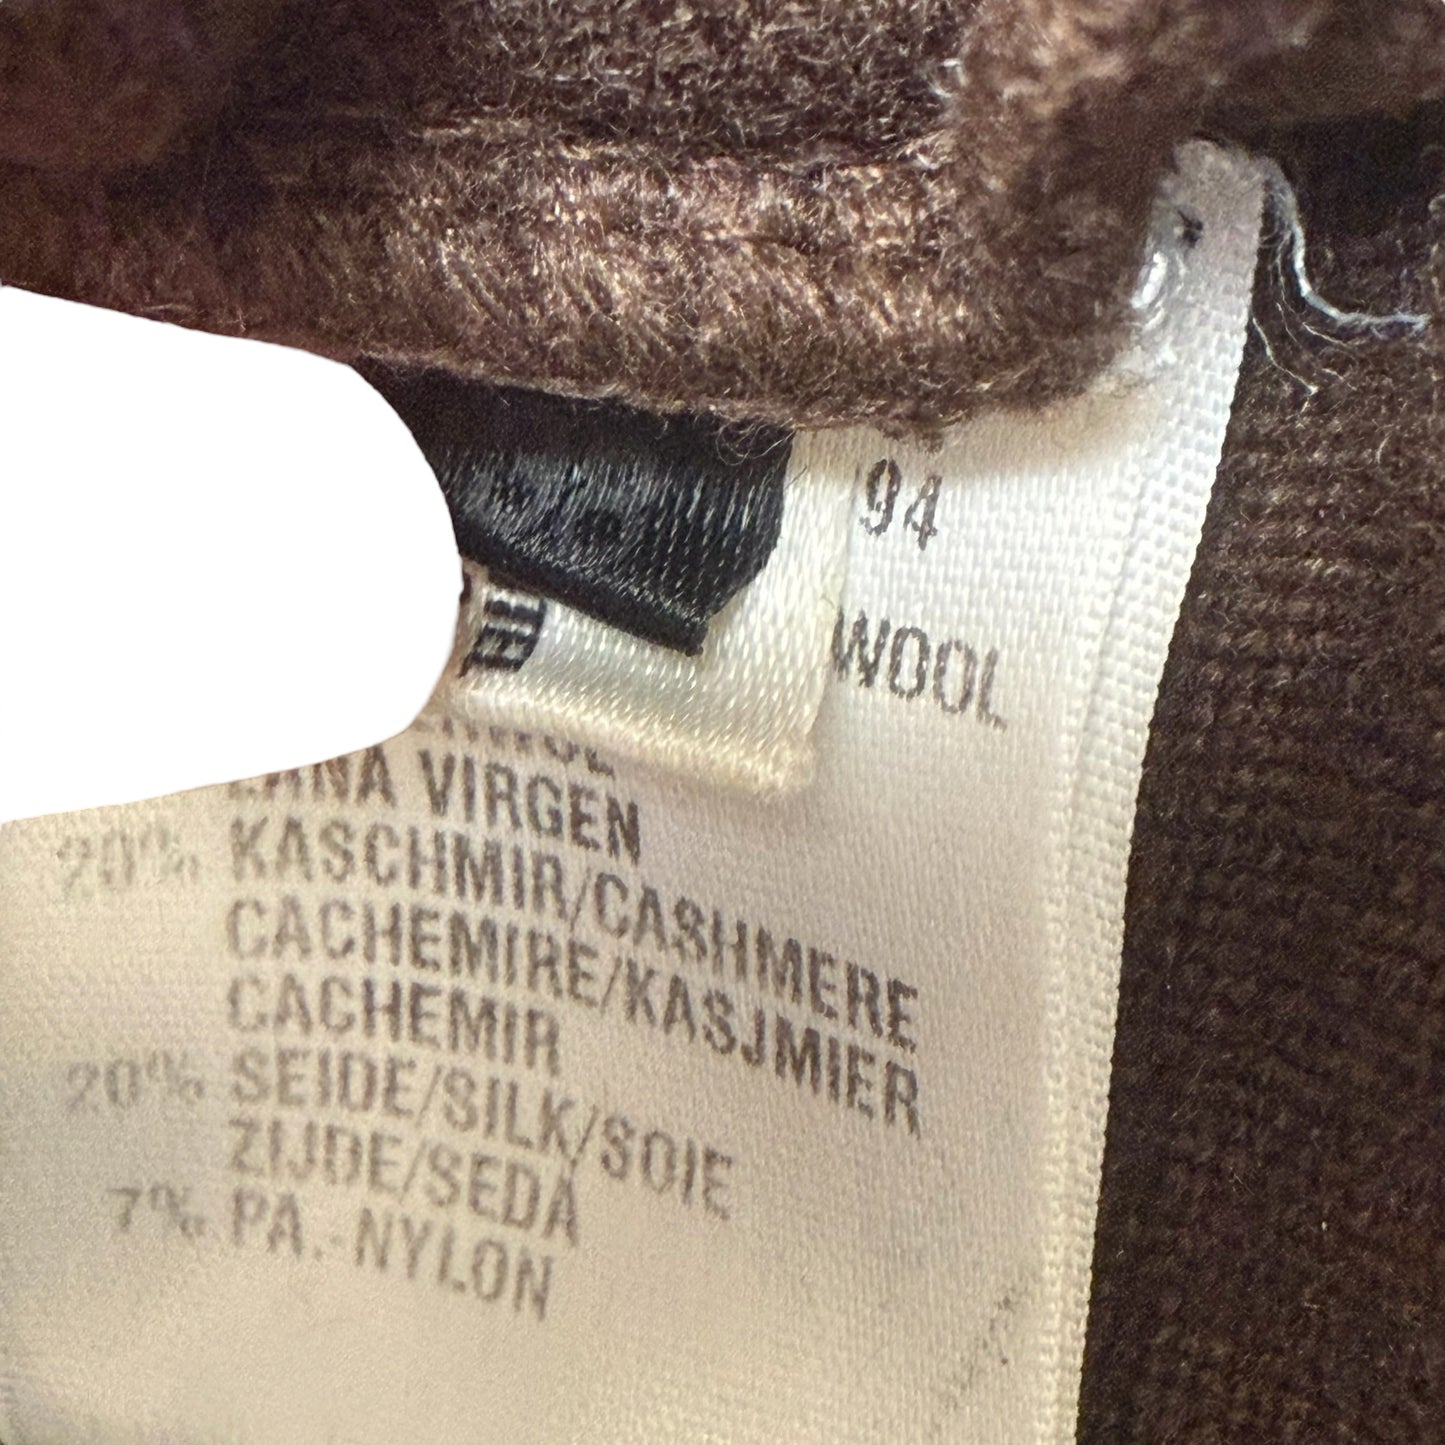 94
WOOL
LANA VIRGEN
20% KASCHMIR/CASHMERE
CACHEMIRE/KASJMIER
CACHEMIR
20% SEIDE/SILK/SOIE
ZIJDE/SEDA
7% PA.-NYLON